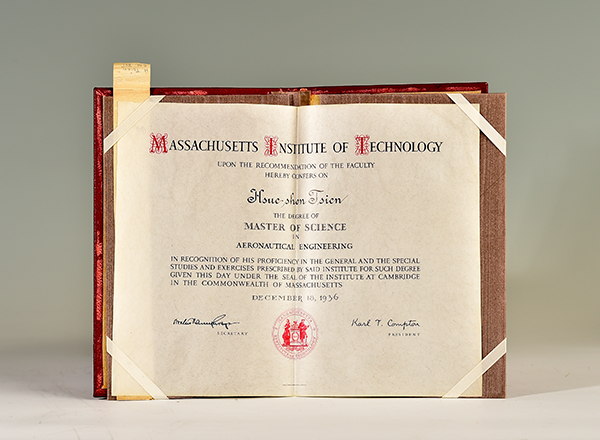 MASSACHUSETTS INSTITUTE OF TECHNOLOGY
UPON THE RECOMMENDATION OF THE FACULTY
HEREBY CONFERS ON
Hsue-shen Tsien
THE DEGREE OF
MASTER OF SCIENCE
IN
AERONAUTICAL ENGINEERING
IN RECOGNITION OF HIS PROFICIENCY IN THE GENERAL AND THE SPECIAL
STUDIES AND EXERCISES PRESCRIBED BY SAID INSTITUTE FOR SUCH DEGREE
GIVEN THIS DAY UNDER THE SEAL OF THE INSTITUTE AT CAMBRIDGE
IN THE COMMONWEALTH OF MASSACHUSETTS
DECEMBER 10, 1936
Karl T. Compton
SECRETARY
PRESIDENT